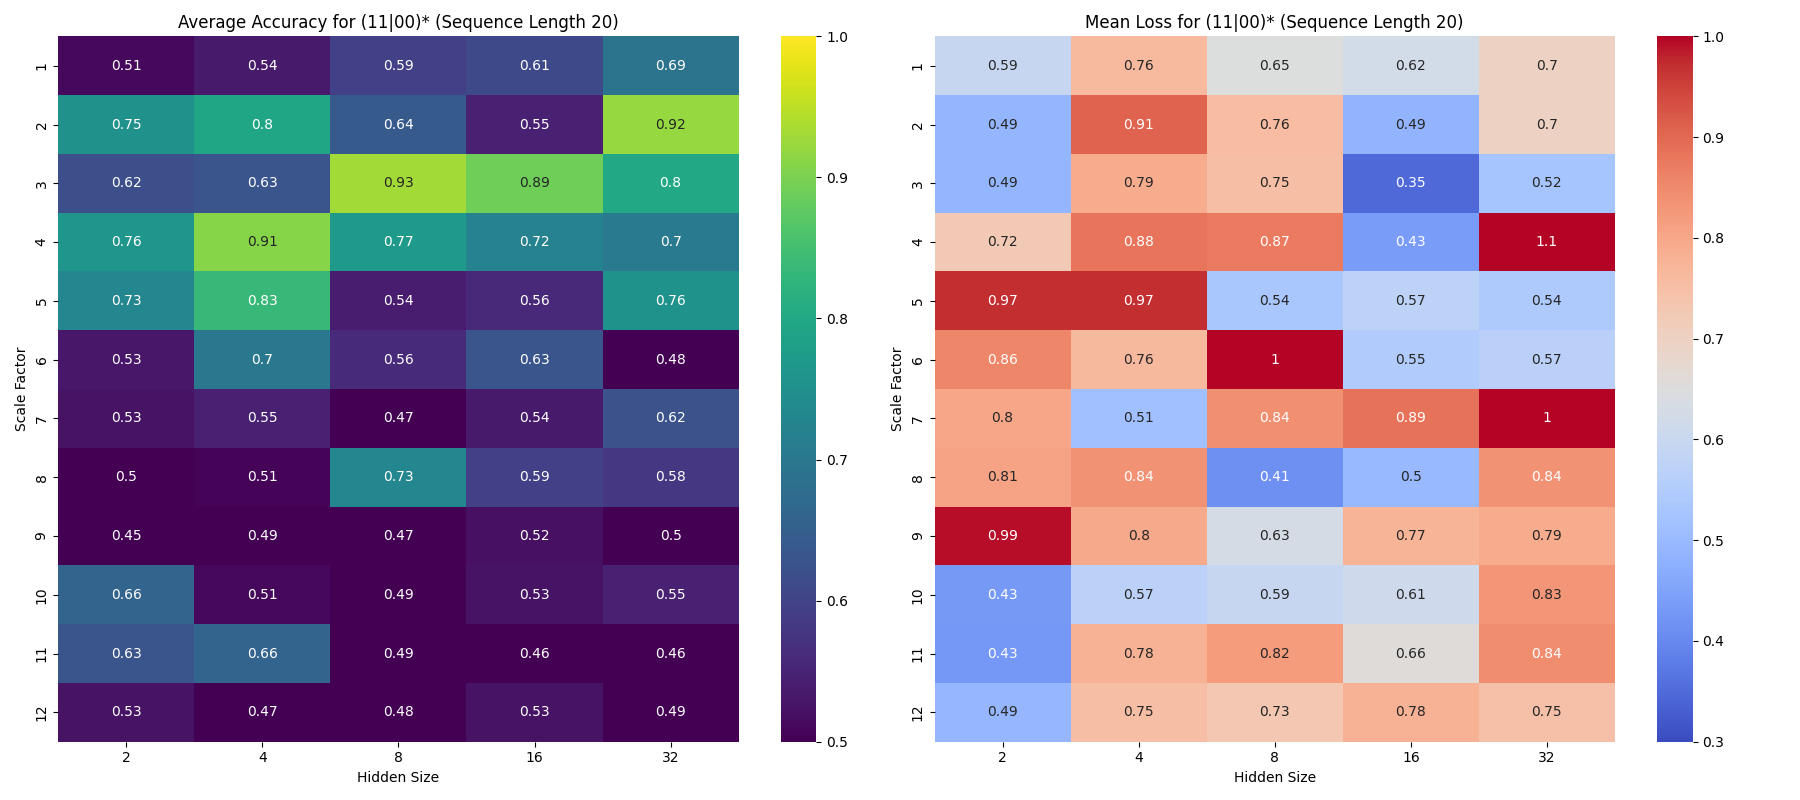 Average Accuracy for (11|00)* (Sequence Length 20)
Scale Factor
1 0.51 0.54 0.59 0.61 0.69
2 0.75 0.8 0.64 0.55 0.92
3 0.62 0.63 0.93 0.89 0.8
4 0.76 0.91 0.77 0.72 0.7
5 0.73 0.83 0.54 0.56 0.76
6 0.53 0.7 0.56 0.63 0.48
7 0.53 0.55 0.47 0.54 0.62
8 0.5 0.51 0.73 0.59 0.58
9 0.45 0.49 0.47 0.52 0.5
10 0.66 0.51 0.49 0.53 0.55
11 0.63 0.66 0.49 0.46 0.46
12 0.53 0.47 0.48 0.53 0.49
2 4 8 16 32
Hidden Size
1.0
0.9
0.8
0.7
0.6
0.5
Mean Loss for (11|00)* (Sequence Length 20)
Scale Factor
1 0.59 0.76 0.65 0.62 0.7
2 0.49 0.91 0.76 0.49 0.7
3 0.49 0.79 0.75 0.35 0.52
4 0.72 0.88 0.87 0.43 1.1
5 0.97 0.97 0.54 0.57 0.54
6 0.86 0.76 1 0.55 0.57
7 0.8 0.51 0.84 0.89 1
8 0.81 0.84 0.41 0.5 0.84
9 0.99 0.8 0.63 0.77 0.79
10 0.43 0.57 0.59 0.61 0.83
11 0.43 0.78 0.82 0.66 0.84
12 0.49 0.75 0.73 0.78 0.75
2 4 8 16 32
Hidden Size
1.0
0.9
0.8
0.7
0.6
0.5
0.4
0.3